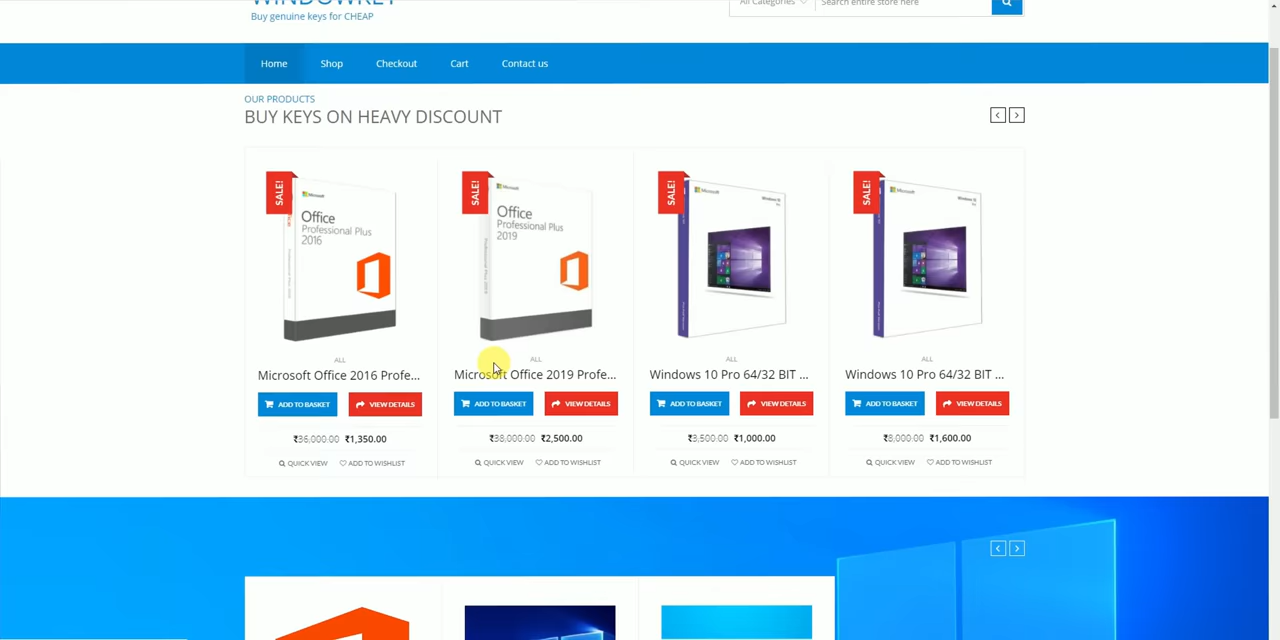 WINDOWKEY
Buy genuine keys for CHEAP
All Categories
Search entire store here
Home
Shop
Checkout
Cart
Contact us
OUR PRODUCTS
BUY KEYS ON HEAVY DISCOUNT
SALE!
Microsoft
Office
Professional Plus
2016
SALE!
Microsoft
Office
Professional Plus
2019
SALE!
Microsoft
Windows 10
Pro
SALE!
Microsoft
Windows 10
Pro
ALL
Microsoft Office 2016 Profe...
ADD TO BASKET
VIEW DETAILS
₹36,000.00 ₹1,350.00
QUICK VIEW
ADD TO WISHLIST
ALL
Microsoft Office 2019 Profe...
ADD TO BASKET
VIEW DETAILS
₹38,000.00 ₹2,500.00
QUICK VIEW
ADD TO WISHLIST
ALL
Windows 10 Pro 64/32 BIT ...
ADD TO BASKET
VIEW DETAILS
₹3,500.00 ₹1,000.00
QUICK VIEW
ADD TO WISHLIST
ALL
Windows 10 Pro 64/32 BIT ...
ADD TO BASKET
VIEW DETAILS
₹8,000.00 ₹1,600.00
QUICK VIEW
ADD TO WISHLIST